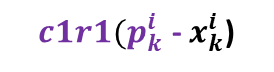 c1r1(p_k^i - x_k^i)